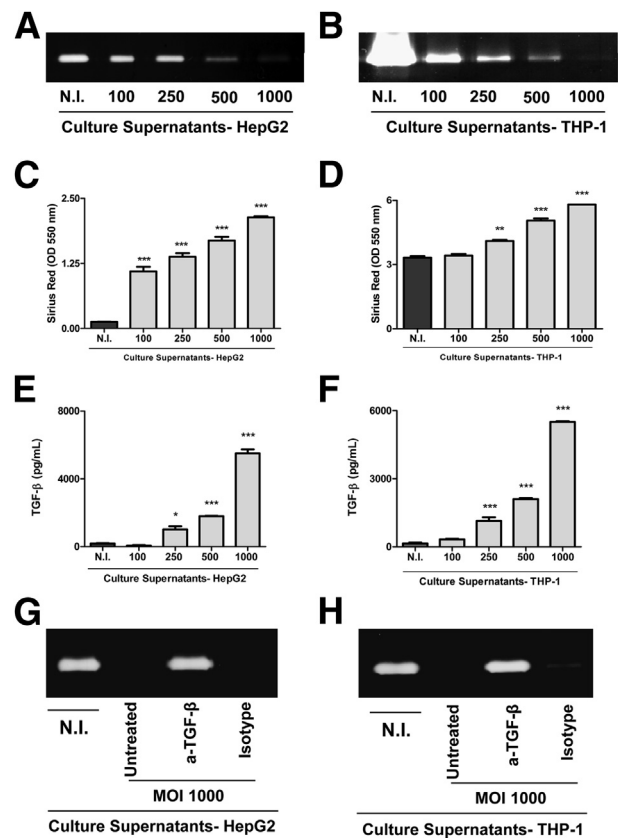 A
N.I. 100 250 500 1000
Culture Supernatants- HepG2
B
N.I. 100 250 500 1000
Culture Supernatants- THP-1
C
Sirius Red (OD 550 nm)
2.50
1.25
0.00
*** *** *** ***
N.I. 100 250 500 1000
Culture Supernatants- HepG2
D
Sirius Red (OD 550 nm)
6
3
0
** *** ***
N.I. 100 250 500 1000
Culture Supernatants- THP-1
E
TGF-β (pg/mL)
8000
4000
0
* *** ***
N.I. 100 250 500 1000
Culture Supernatants- HepG2
F
TGF-β (pg/mL)
6000
3000
0
*** *** ***
N.I. 100 250 500 1000
Culture Supernatants- THP-1
G
N.I. Untreated a-TGF-β Isotype
MOI 1000
Culture Supernatants- HepG2
H
N.I. Untreated a-TGF-β Isotype
MOI 1000
Culture Supernatants- THP-1